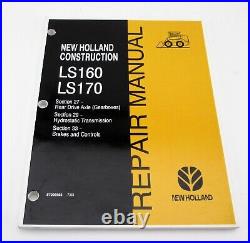 NEW HOLLAND
CONSTRUCTION
LS160
LS170
Section 27 -
Rear Drive Axle (Gearboxes)
Section 29 -
Hydrostatic Transmission
Section 33 -
Brakes and Controls
REPAIR MANUAL
NEW HOLLAND